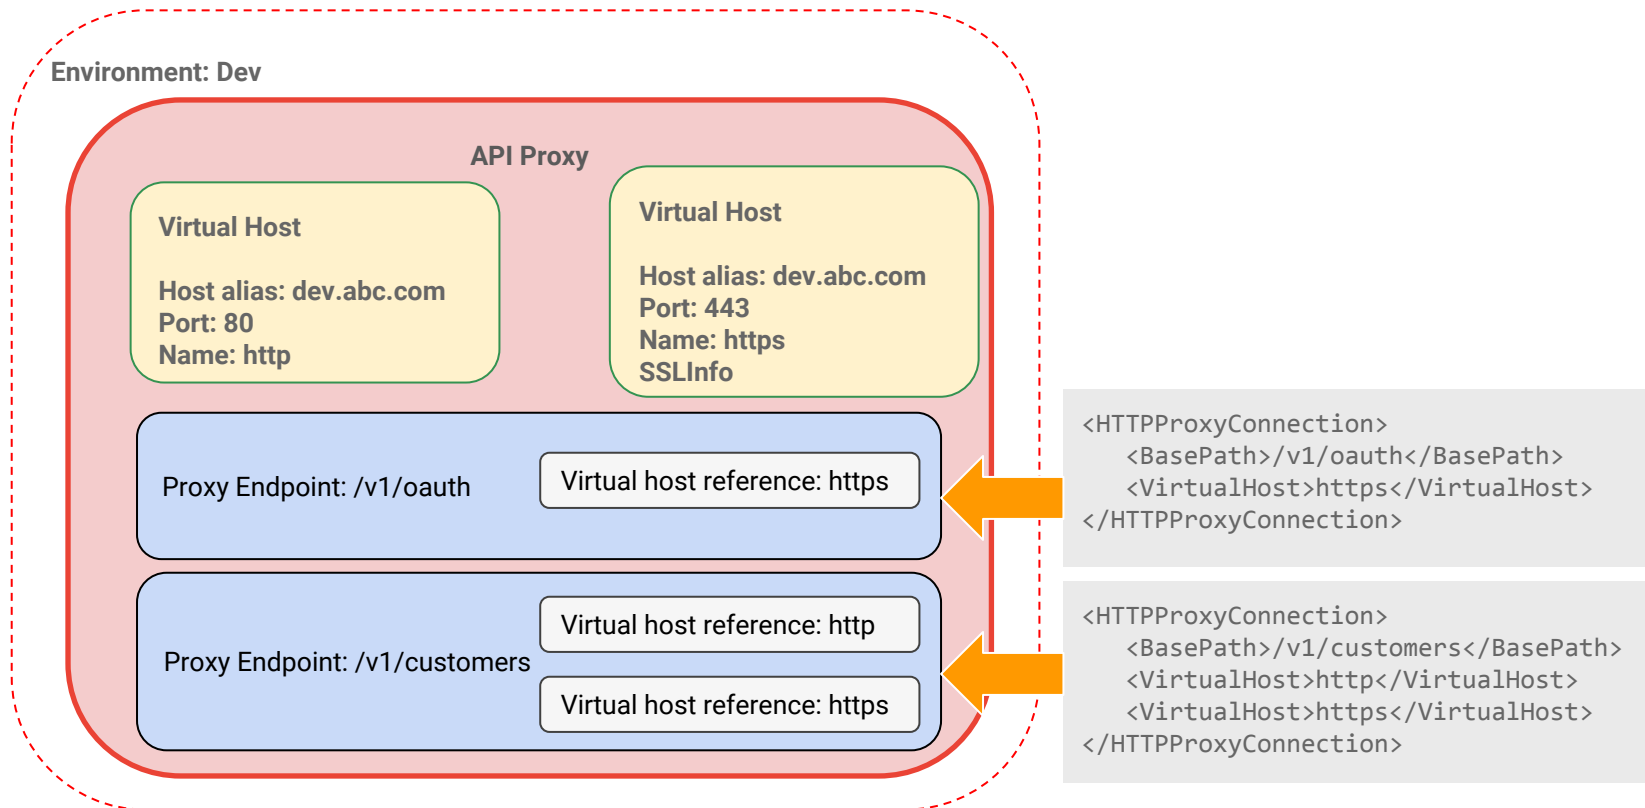 Environment: Dev
API Proxy
Virtual Host
Host alias: dev.abc.com
Port: 80
Name: http
Virtual Host
Host alias: dev.abc.com
Port: 443
Name: https
SSLInfo
Proxy Endpoint: /v1/oauth
Virtual host reference: https
Proxy Endpoint: /v1/customers
Virtual host reference: http
Virtual host reference: https
<HTTPProxyConnection>
   <BasePath>/v1/oauth</BasePath>
   <VirtualHost>https</VirtualHost>
</HTTPProxyConnection>
<HTTPProxyConnection>
   <BasePath>/v1/customers</BasePath>
   <VirtualHost>http</VirtualHost>
   <VirtualHost>https</VirtualHost>
</HTTPProxyConnection>